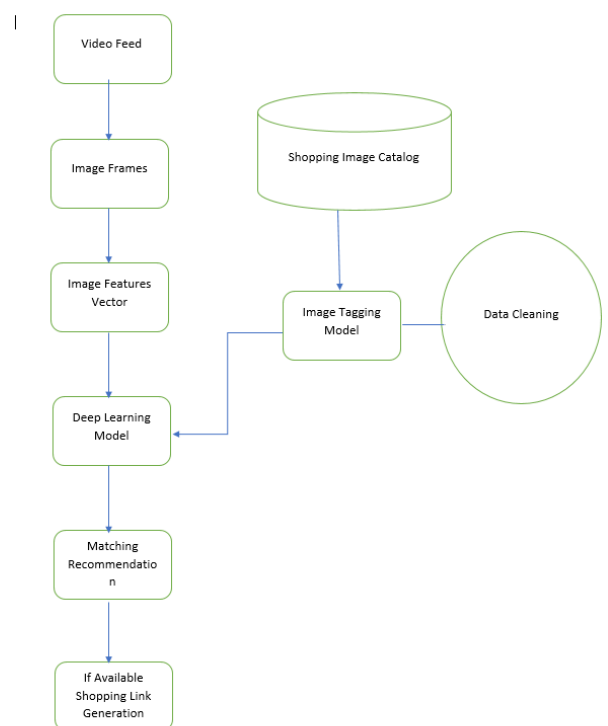 Video Feed
Shopping Image Catalog
Image Frames
Image Features
Vector
Image Tagging
Model
Data Cleaning
Deep Learning
Model
Matching
Recommendatio
n
If Available
Shopping Link
Generation